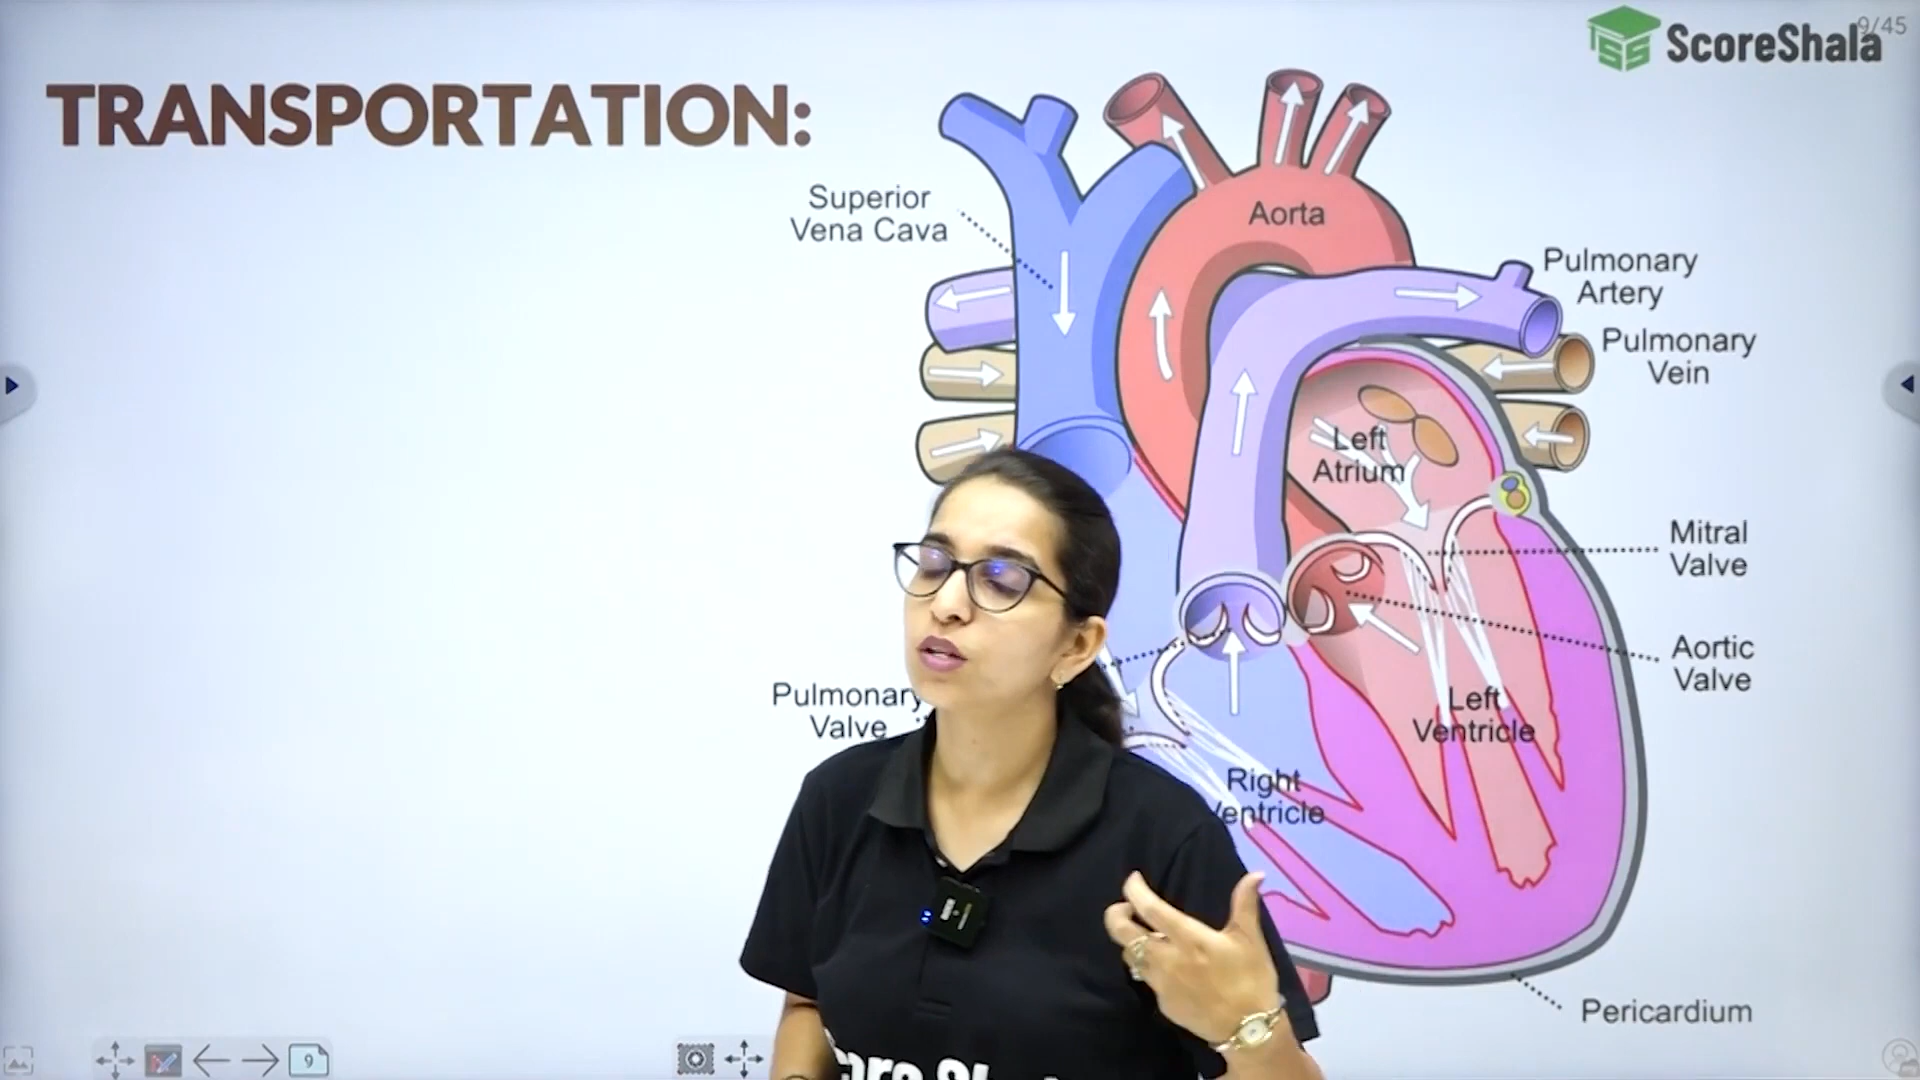 ScoreShala
9/45
TRANSPORTATION:
Superior
Vena Cava
Aorta
Pulmonary
Artery
Pulmonary
Vein
Left
Atrium
Mitral
Valve
Aortic
Valve
Pulmonary
Valve
Left
Ventricle
Right
Ventricle
Pericardium
9